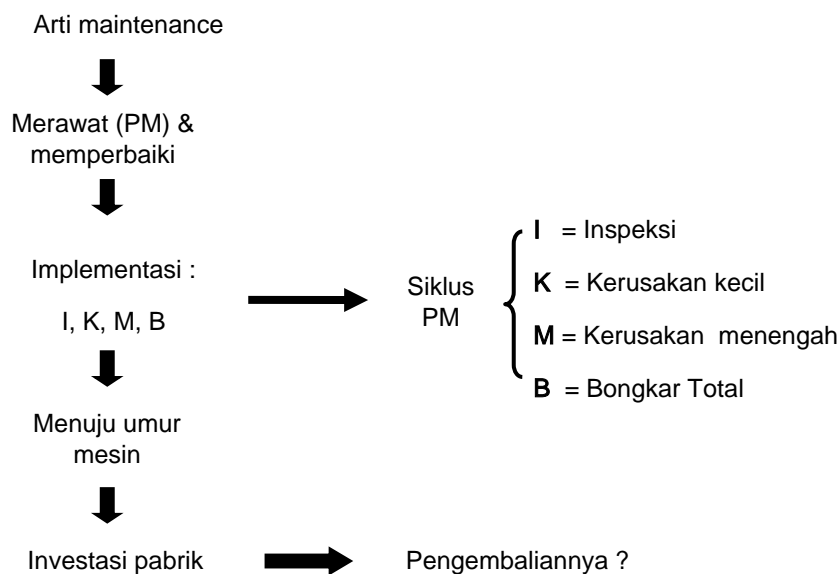 Arti maintenance
Merawat (PM) &
memperbaiki
Implementasi :
I, K, M, B
Siklus
PM
I = Inspeksi
K = Kerusakan kecil
M = Kerusakan menengah
B = Bongkar Total
Menuju umur
mesin
Investasi pabrik
Pengembaliannya ?